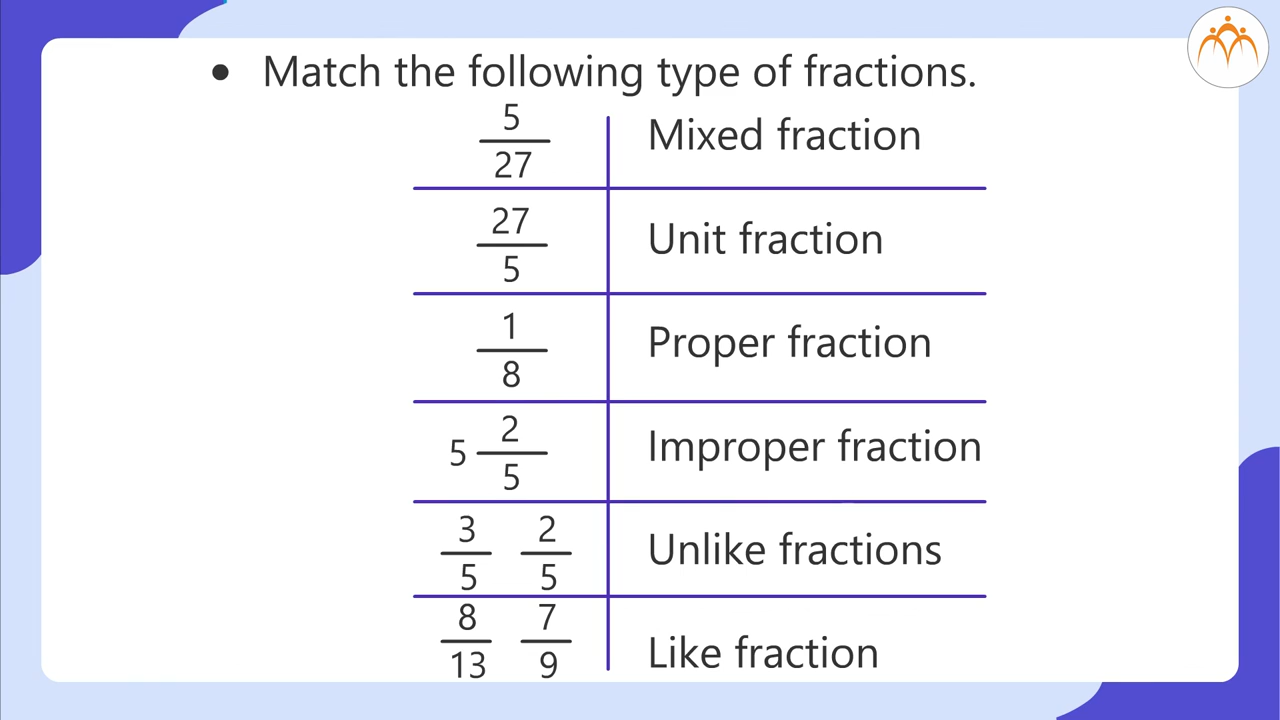 • Match the following type of fractions.
5/27 Mixed fraction
27/5 Unit fraction
1/8 Proper fraction
5 2/5 Improper fraction
3/5 2/5 Unlike fractions
8/13 7/9 Like fraction